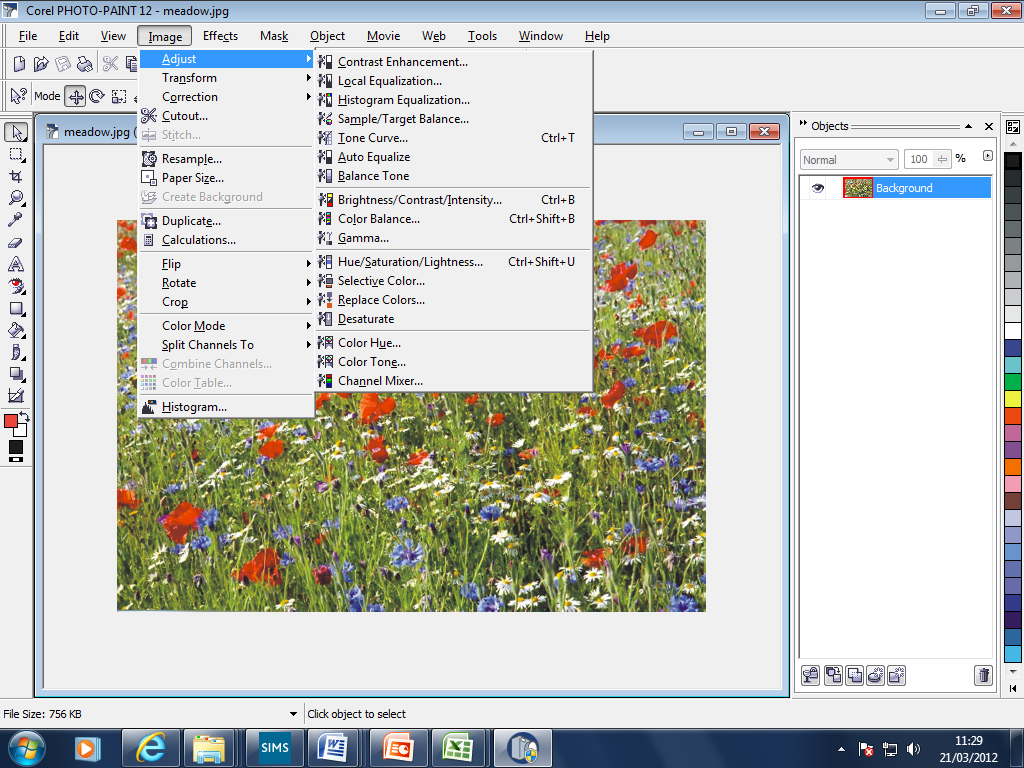 Corel PHOTO-PAINT 12 - meadow.jpg
File Edit View Image Effects Mask Object Movie Web Tools Window Help
Mode
meadow.jpg (
Adjust
Transform
Correction
Cutout...
Stitch...
Resample...
Paper Size...
Create Background
Duplicate...
Calculations...
Flip
Rotate
Crop
Color Mode
Split Channels To
Combine Channels...
Color Table...
Histogram...
Contrast Enhancement...
Local Equalization...
Histogram Equalization...
Sample/Target Balance...
Tone Curve... Ctrl+T
Auto Equalize
Balance Tone
Brightness/Contrast/Intensity... Ctrl+B
Color Balance... Ctrl+Shift+B
Gamma...
Hue/Saturation/Lightness... Ctrl+Shift+U
Selective Color...
Replace Colors...
Desaturate
Color Hue...
Color Tone...
Channel Mixer...
Objects
Normal 100 %
Background
File Size: 756 KB Click object to select
SIMS
11:29
21/03/2012